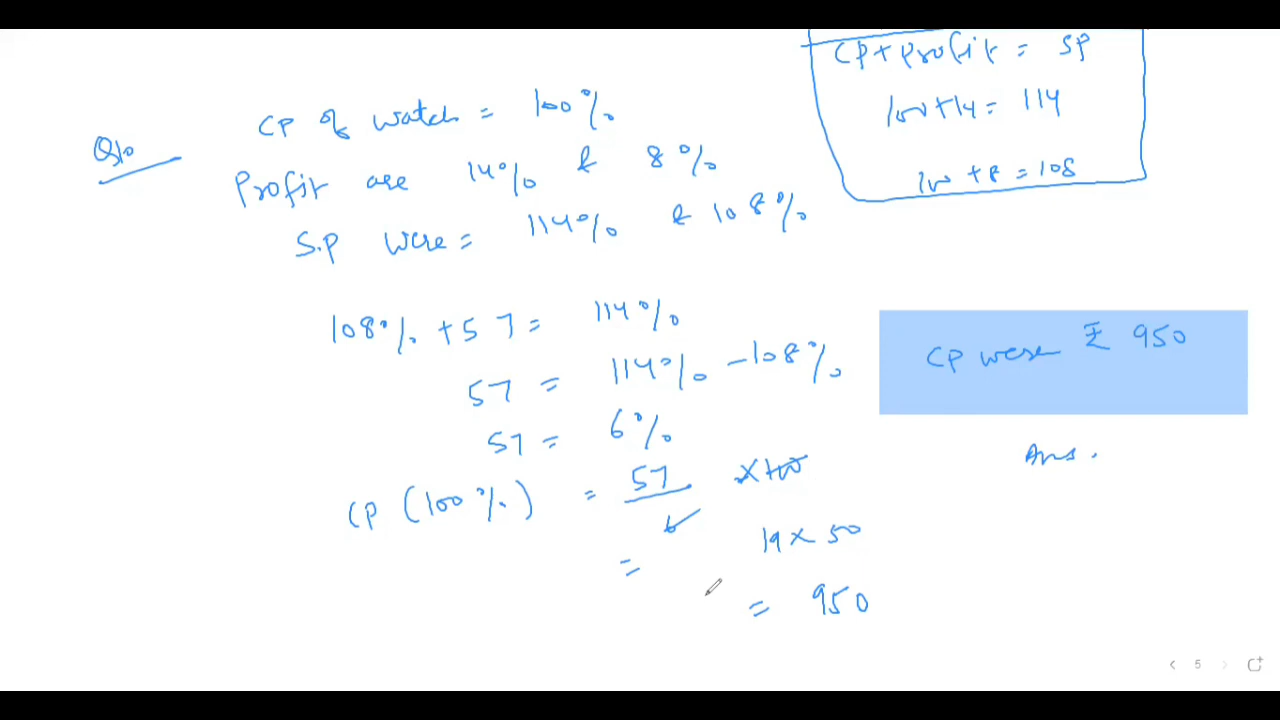 CP + Profit = SP
100 + 14 = 114
100 + 8 = 108
Q10
CP of watch = 100%
Profit are 14% & 8%
S.P were = 114% & 108%
108% + 57 = 114%
57 = 114% - 108%
57 = 6%
CP (100%) = 57/6 × 100
= 19 × 50
= 950
CP were ₹ 950
Ans.
5